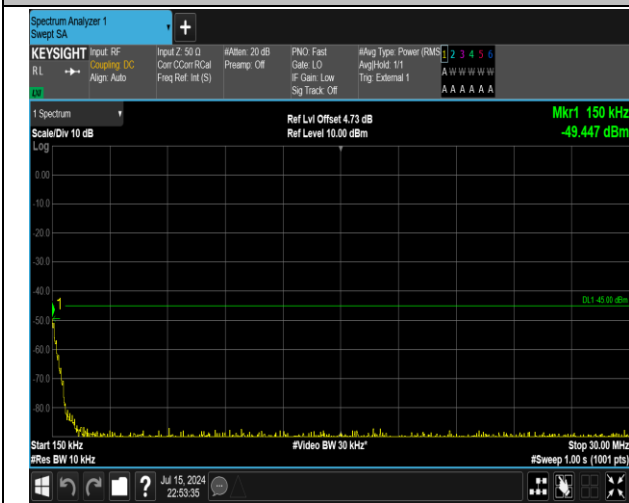 Spectrum Analyzer 1
Swept SA
+
KEYSIGHT
RL
LXI
Input: RF
Coupling: DC
Align: Auto
Input Z: 50 Ω
Corr CCorr RCal
Freq Ref: Int (S)
#Atten: 20 dB
Preamp: Off
PNO: Fast
Gate: LO
IF Gain: Low
Sig Track: Off
#Avg Type: Power (RMS
Avg|Hold: 1/1
Trig: External 1
1 2 3 4 5 6
A W W W W W
A A A A A A
1 Spectrum
Scale/Div 10 dB
Ref Lvl Offset 4.73 dB
Ref Level 10.00 dBm
Mkr1 150 kHz
-49.447 dBm
Log
0.00
-10.0
-20.0
-30.0
-40.0
DL1 -45.00 dBm
1
-50.0
-60.0
-70.0
-80.0
Start 150 kHz
#Video BW 30 kHz*
Stop 30.00 MHz
#Res BW 10 kHz
#Sweep 1.00 s (1001 pts)
?
Jul 15, 2024
22:53:35